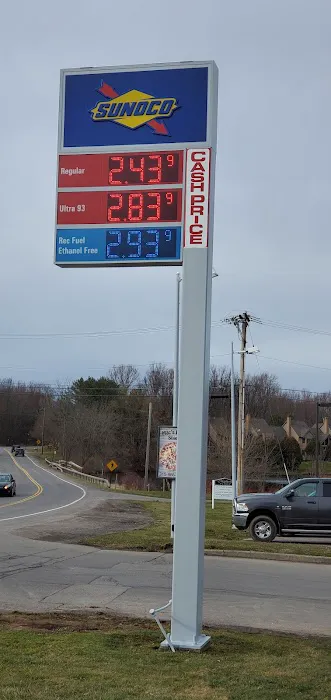 SUNOCO
Regular 2.43 9
Ultra 93 2.83 9
Rec Fuel
Ethanol Free 2.93 9
CASH PRICE